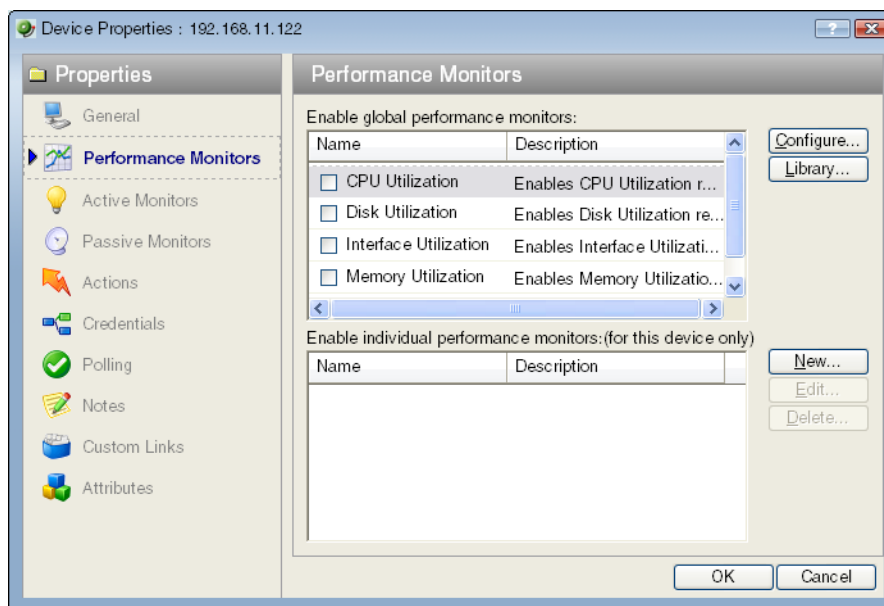 Device Properties : 192.168.11.122
?
Properties
General
Performance Monitors
Active Monitors
Passive Monitors
Actions
Credentials
Polling
Notes
Custom Links
Attributes
Performance Monitors
Enable global performance monitors:
Name Description
CPU Utilization Enables CPU Utilization r...
Disk Utilization Enables Disk Utilization re...
Interface Utilization Enables Interface Utilizati...
Memory Utilization Enables Memory Utilizatio...
Configure...
Library...
Enable individual performance monitors:(for this device only)
Name Description
New...
Edit...
Delete...
OK Cancel